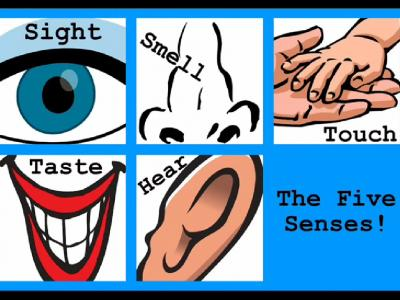 Sight
Smell
Touch
Taste
Hear
The Five
Senses!